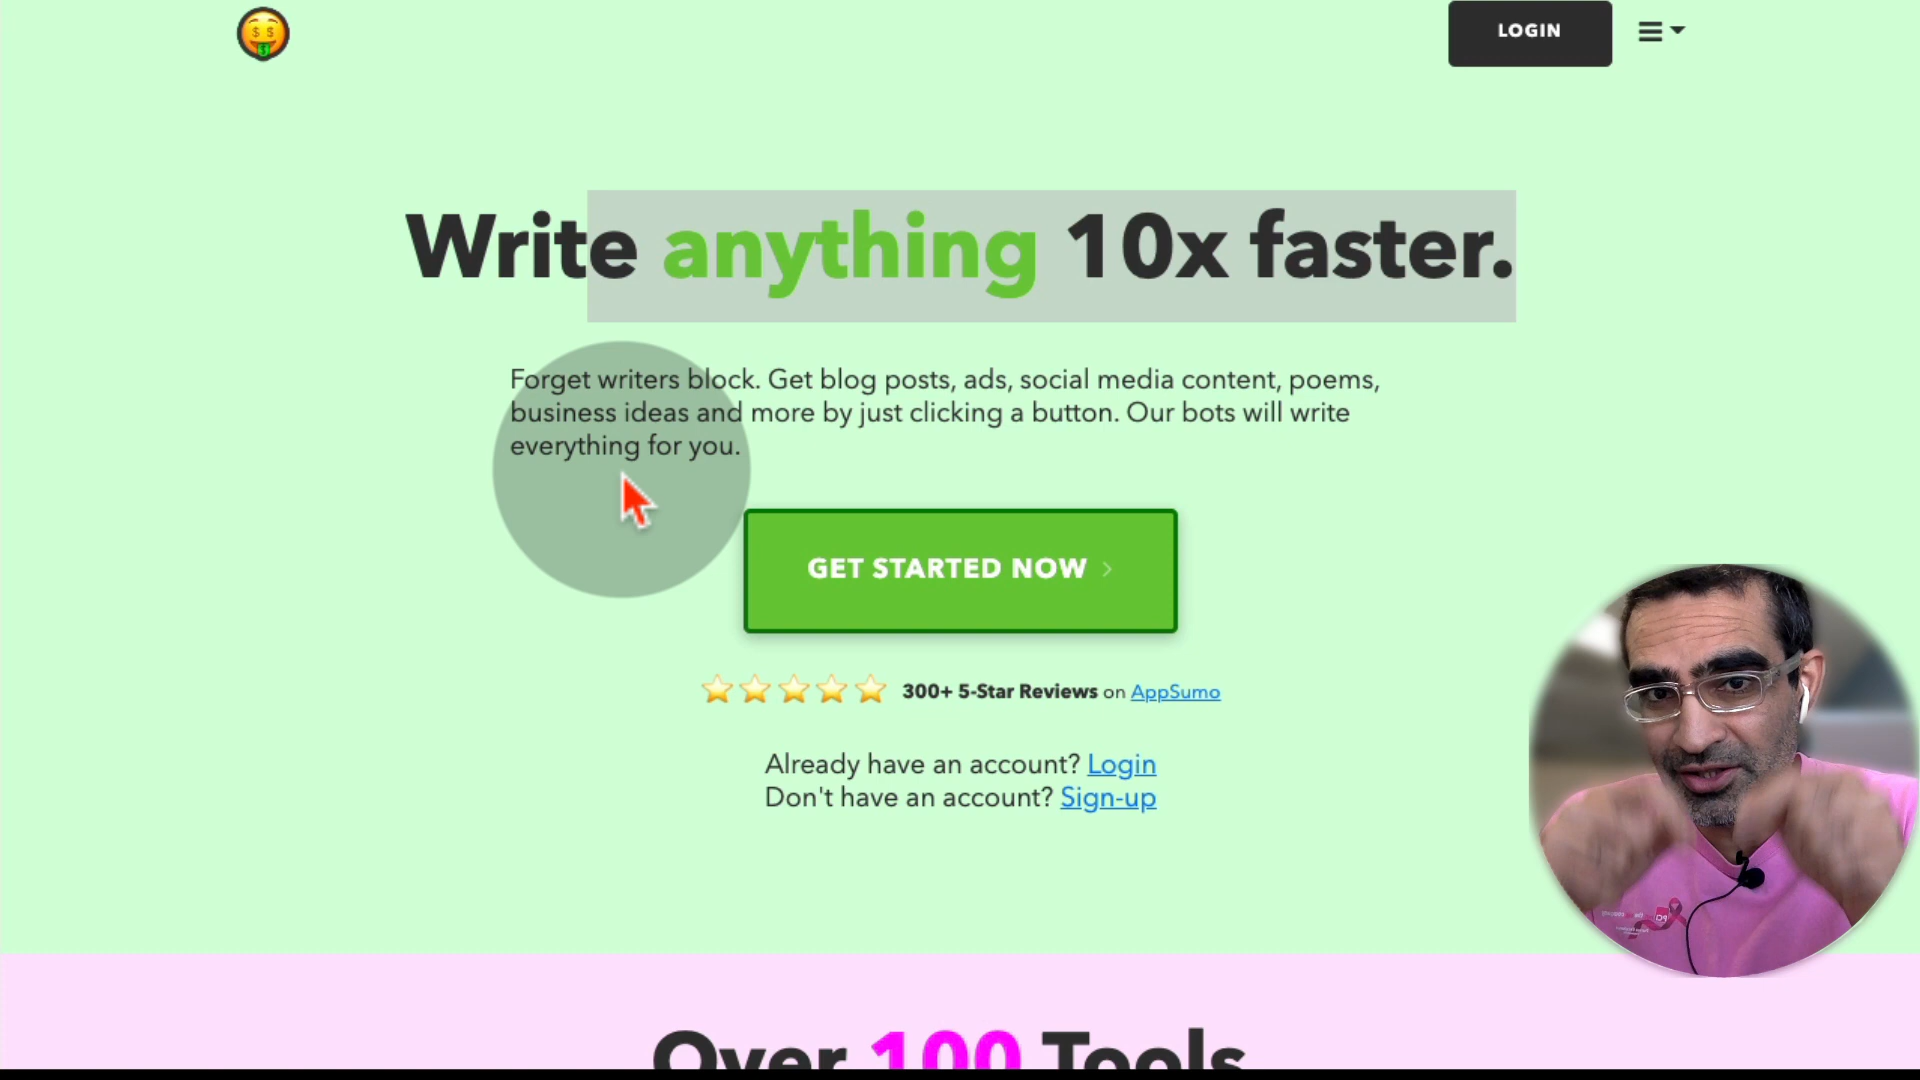 LOGIN
Write anything 10x faster.
Forget writers block. Get blog posts, ads, social media content, poems,
business ideas and more by just clicking a button. Our bots will write
everything for you.
GET STARTED NOW
300+ 5-Star Reviews on AppSumo
Already have an account? Login
Don't have an account? Sign-up
Over 100 Tools